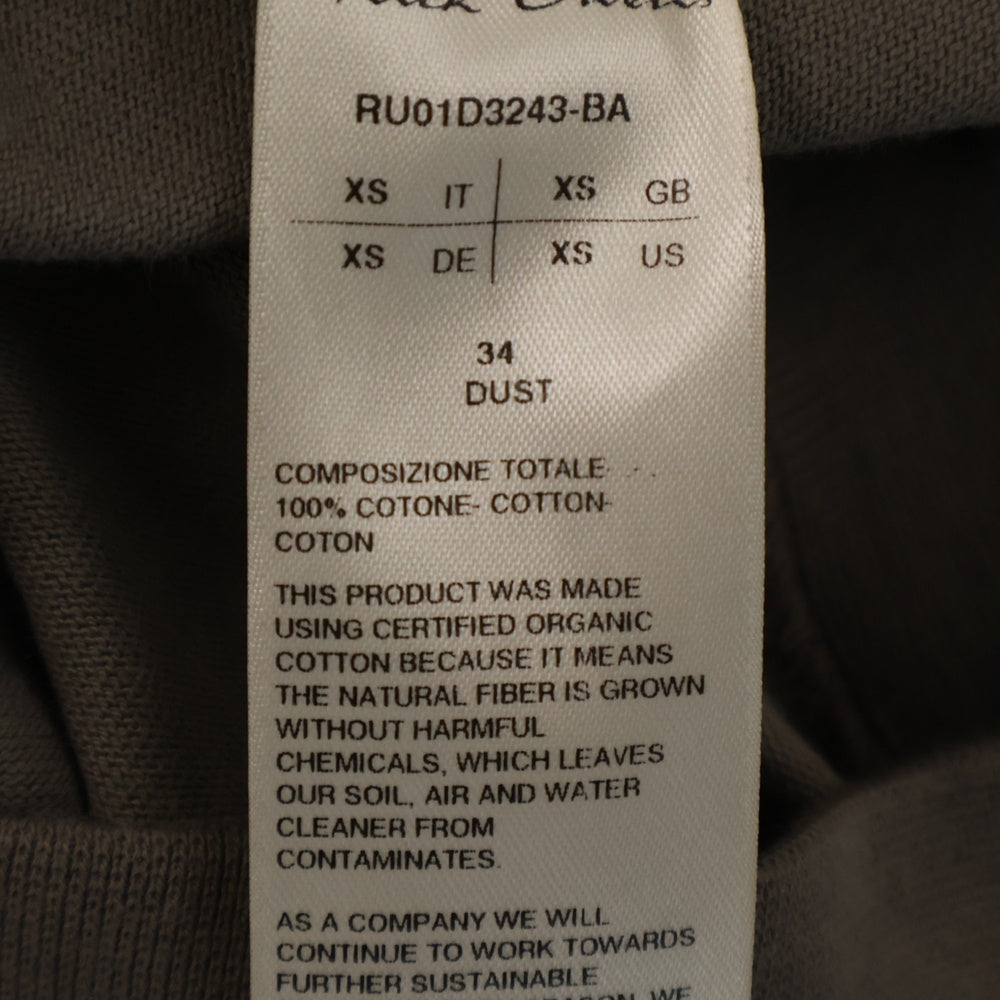 RU01D3243-BA
XS IT XS GB
XS DE XS US
34
DUST
COMPOSIZIONE TOTALE
100% COTONE- COTTON-
COTON
THIS PRODUCT WAS MADE
USING CERTIFIED ORGANIC
COTTON BECAUSE IT MEANS
THE NATURAL FIBER IS GROWN
WITHOUT HARMFUL
CHEMICALS, WHICH LEAVES
OUR SOIL, AIR AND WATER
CLEANER FROM
CONTAMINATES.
AS A COMPANY WE WILL
CONTINUE TO WORK TOWARDS
FURTHER SUSTAINABLE
WE